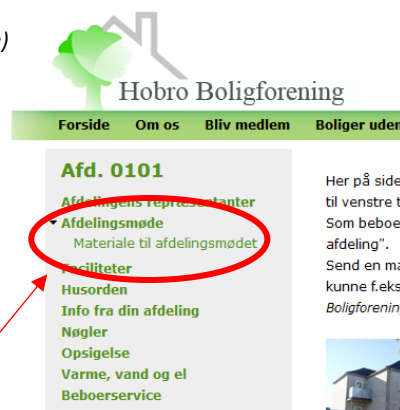 Hobro Boligforening
Forside Om os Bliv medlem Boliger uden
Afd. 0101
Afdelingens repræsentanter
Afdelingsmøde
Materiale til afdelingsmødet
Faciliteter
Husorden
Info fra din afdeling
Nøgler
Opsigelse
Varme, vand og el
Beboerservice
Her på side
til venstre t
Som beboe
afdeling".
Send en ma
kunne f.eks
Boligforenin